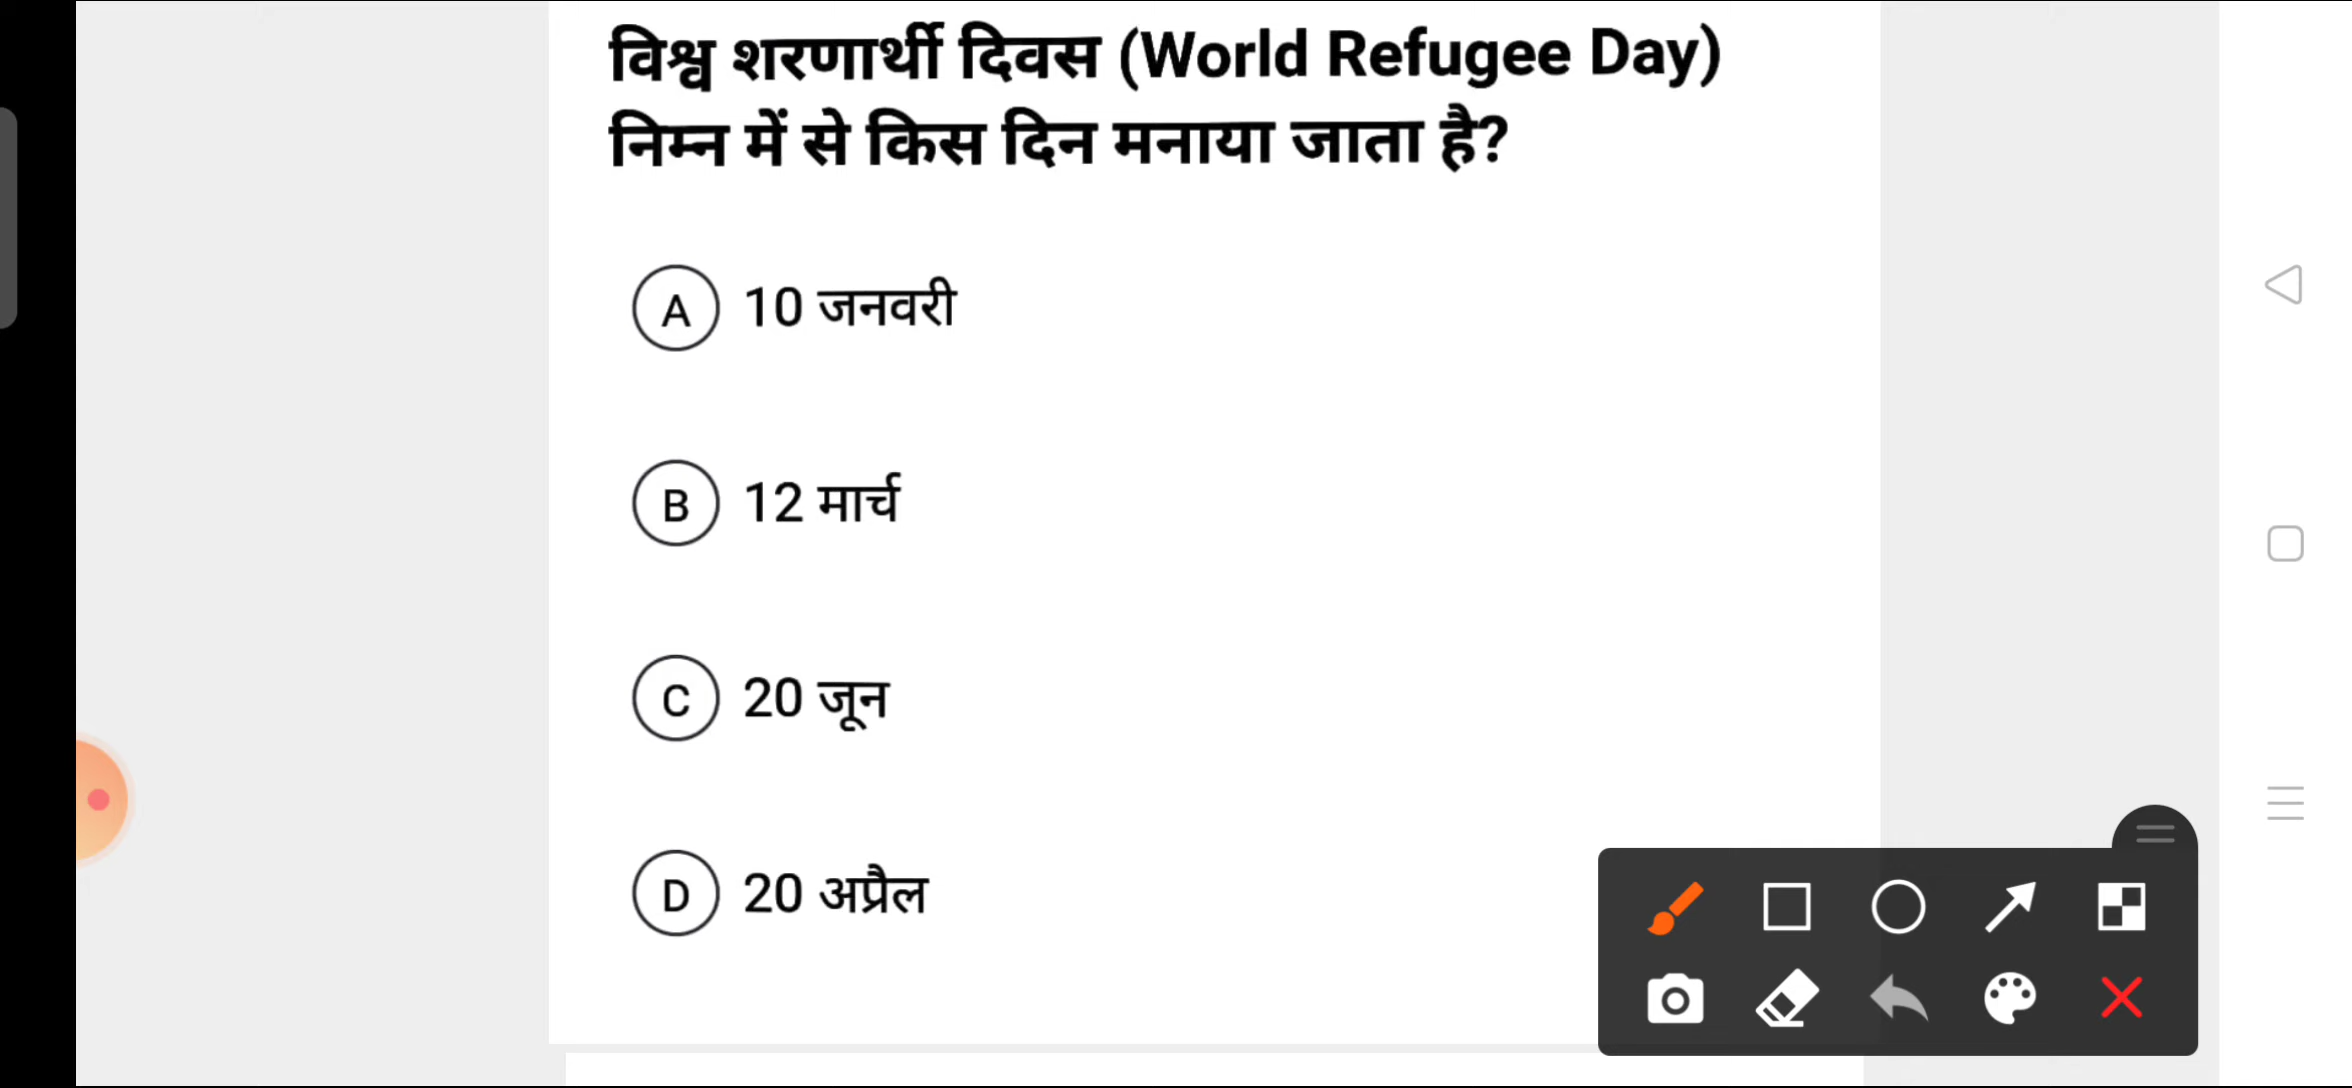 विश्व शरणार्थी दिवस (World Refugee Day)
निम्न में से किस दिन मनाया जाता है?
A 10 जनवरी
B 12 मार्च
C 20 जून
D 20 अप्रैल